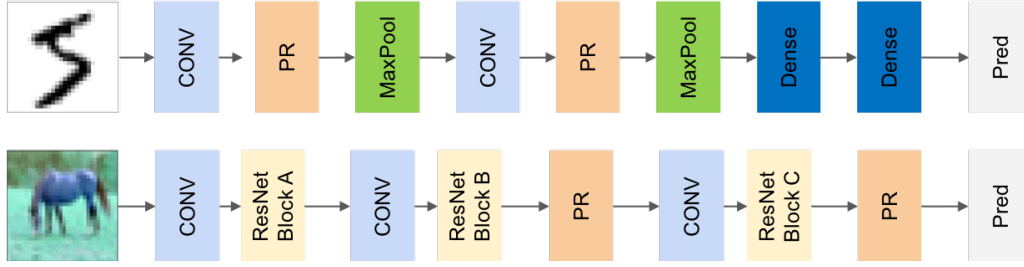 CONV
PR
MaxPool
CONV
PR
MaxPool
Dense
Dense
Pred
CONV
ResNet
Block A
CONV
ResNet
Block B
PR
CONV
ResNet
Block C
PR
Pred